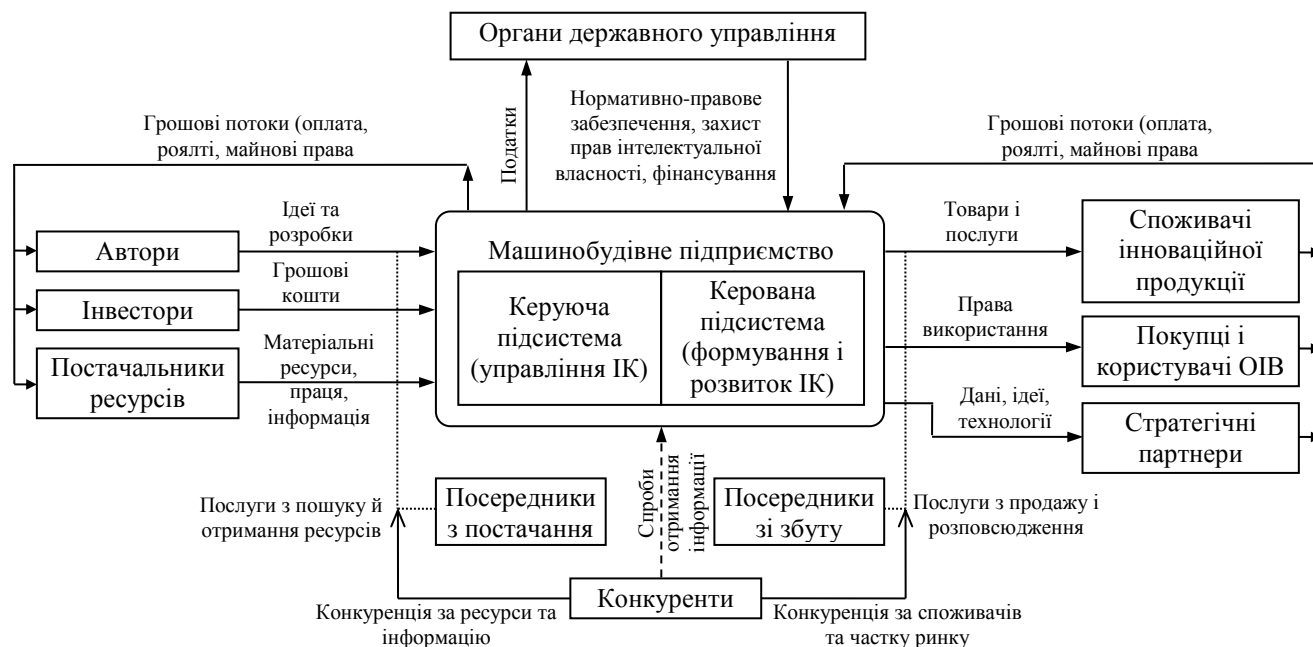 Органи державного управління
Грошові потоки (оплата,
роялті, майнові права
Податки
Нормативно-правове
забезпечення, захист
прав інтелектуальної
власності, фінансування
Грошові потоки (оплата,
роялті, майнові права
Автори
Інвестори
Постачальники
ресурсів
Ідеї та
розробки
Грошові
кошти
Матеріальні
ресурси,
праця,
інформація
Машинобудівне підприємство
Керуюча
підсистема
(управління ІК)
Керована
підсистема
(формування і
розвиток ІК)
Товари і
послуги
Права
використання
Дані, ідеї,
технології
Споживачі
інноваційної
продукції
Покупці і
користувачі ОІВ
Стратегічні
партнери
Послуги з пошуку й
отримання ресурсів
Посередники
з постачання
Спроби
отримання
інформації
Посередники
зі збуту
Послуги з продажу і
розповсюдження
Конкуренція за ресурси та
інформацію
Конкуренти
Конкуренція за споживачів
та частку ринку